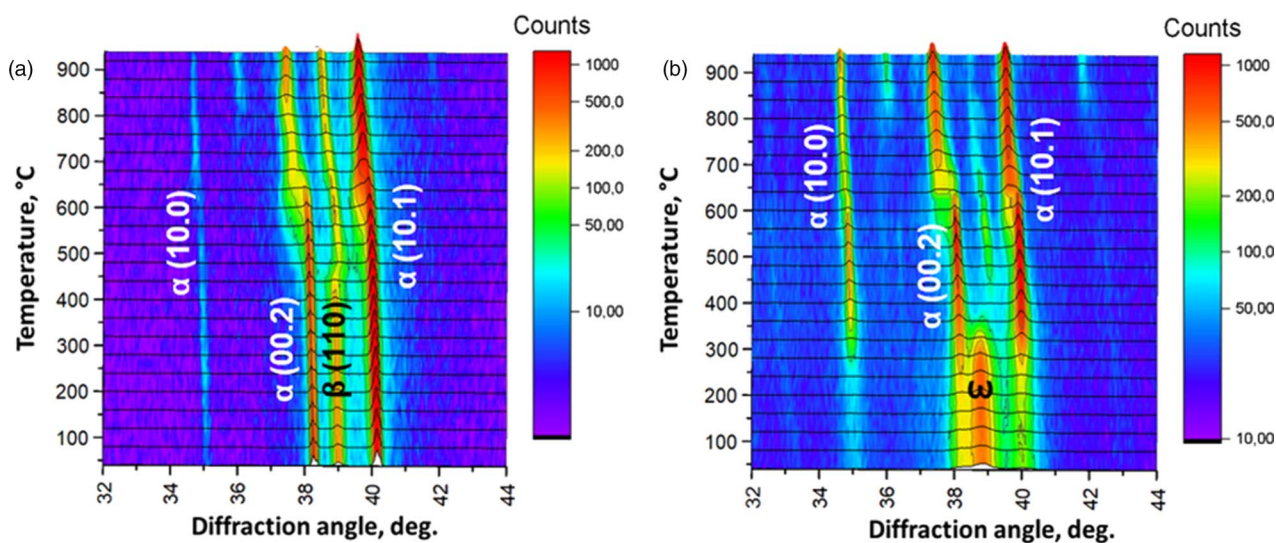 (a)
Counts
1000
500,0
200,0
100,0
50,00
10,00
Temperature, °C
900
800
700
600
500
400
300
200
100
α (10.0)
α (00.2)
β (110)
α (10.1)
32
34
36
38
40
42
44
Diffraction angle, deg.
(b)
Counts
1000
500,0
200,0
100,0
50,00
10,00
Temperature, °C
900
800
700
600
500
400
300
200
100
α (10.0)
α (00.2)
ω
α (10.1)
32
34
36
38
40
42
44
Diffraction angle, deg.